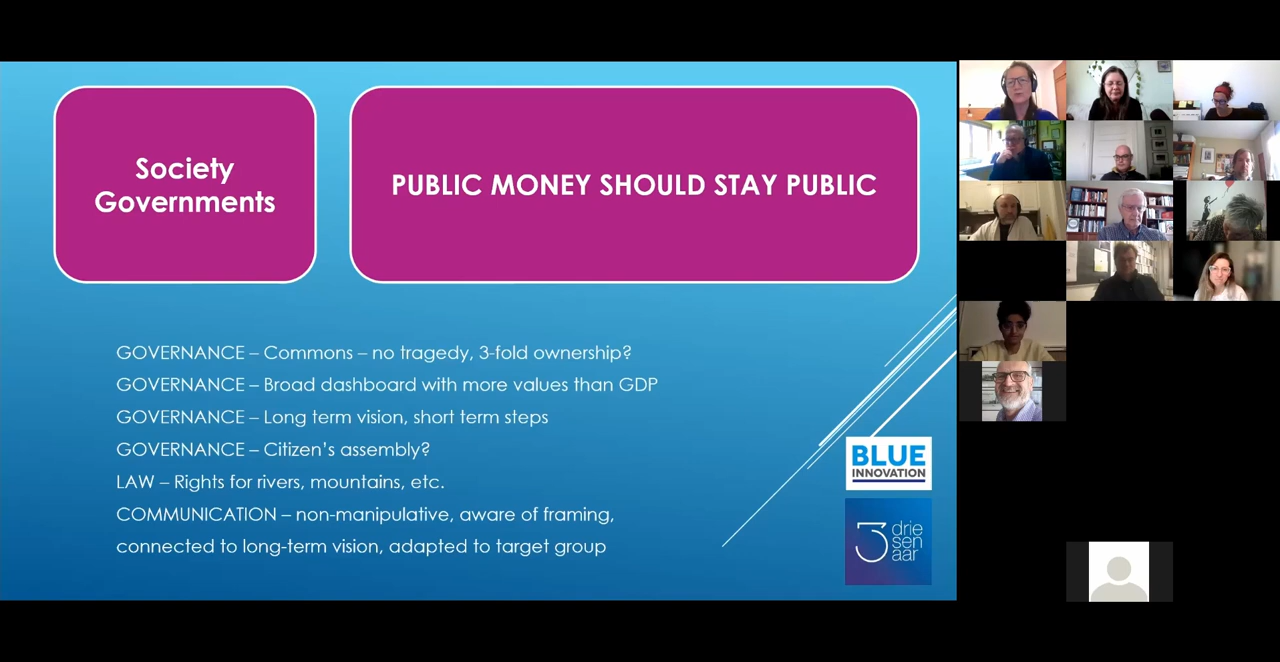 Society
Governments
PUBLIC MONEY SHOULD STAY PUBLIC
GOVERNANCE – Commons – no tragedy, 3-fold ownership?
GOVERNANCE – Broad dashboard with more values than GDP
GOVERNANCE – Long term vision, short term steps
GOVERNANCE – Citizen's assembly?
LAW – Rights for rivers, mountains, etc.
COMMUNICATION – non-manipulative, aware of framing,
connected to long-term vision, adapted to target group
BLUE
INNOVATION
3
drie
sen
aar